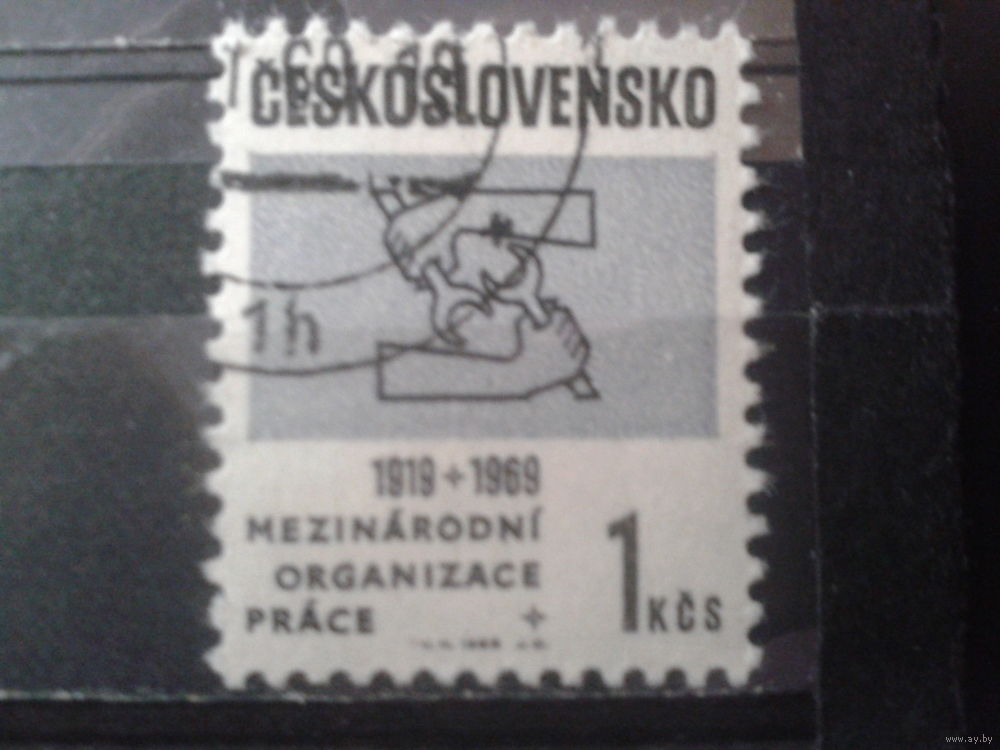 ČESKOSLOVENSKO
1h
1919 + 1969
MEZINÁRODNÍ
ORGANIZACE
PRÁCE +
1 KČS
www.ay.by